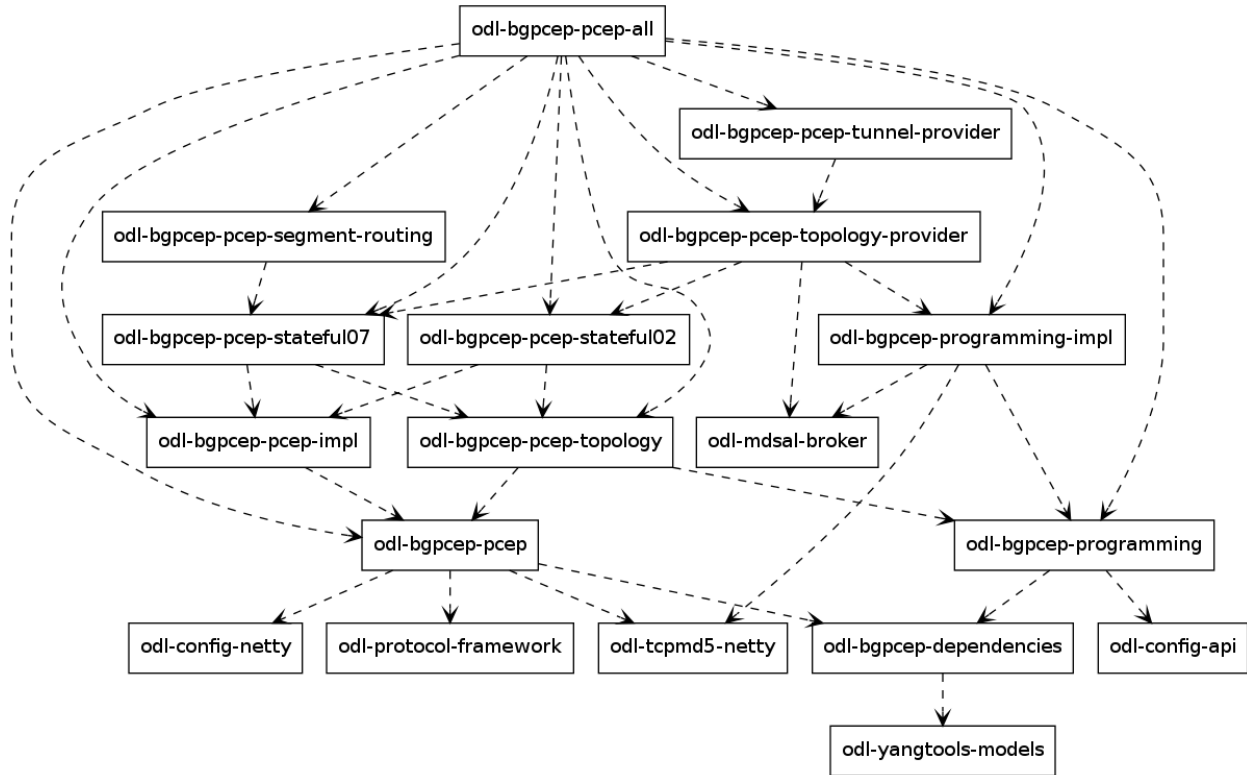 odl-bgpcep-pcep-all
odl-bgpcep-pcep-tunnel-provider
odl-bgpcep-pcep-segment-routing
odl-bgpcep-pcep-topology-provider
odl-bgpcep-pcep-stateful07
odl-bgpcep-pcep-stateful02
odl-bgpcep-programming-impl
odl-bgpcep-pcep-impl
odl-bgpcep-pcep-topology
odl-mdsal-broker
odl-bgpcep-pcep
odl-bgpcep-programming
odl-config-netty
odl-protocol-framework
odl-tcpmd5-netty
odl-bgpcep-dependencies
odl-config-api
odl-yangtools-models